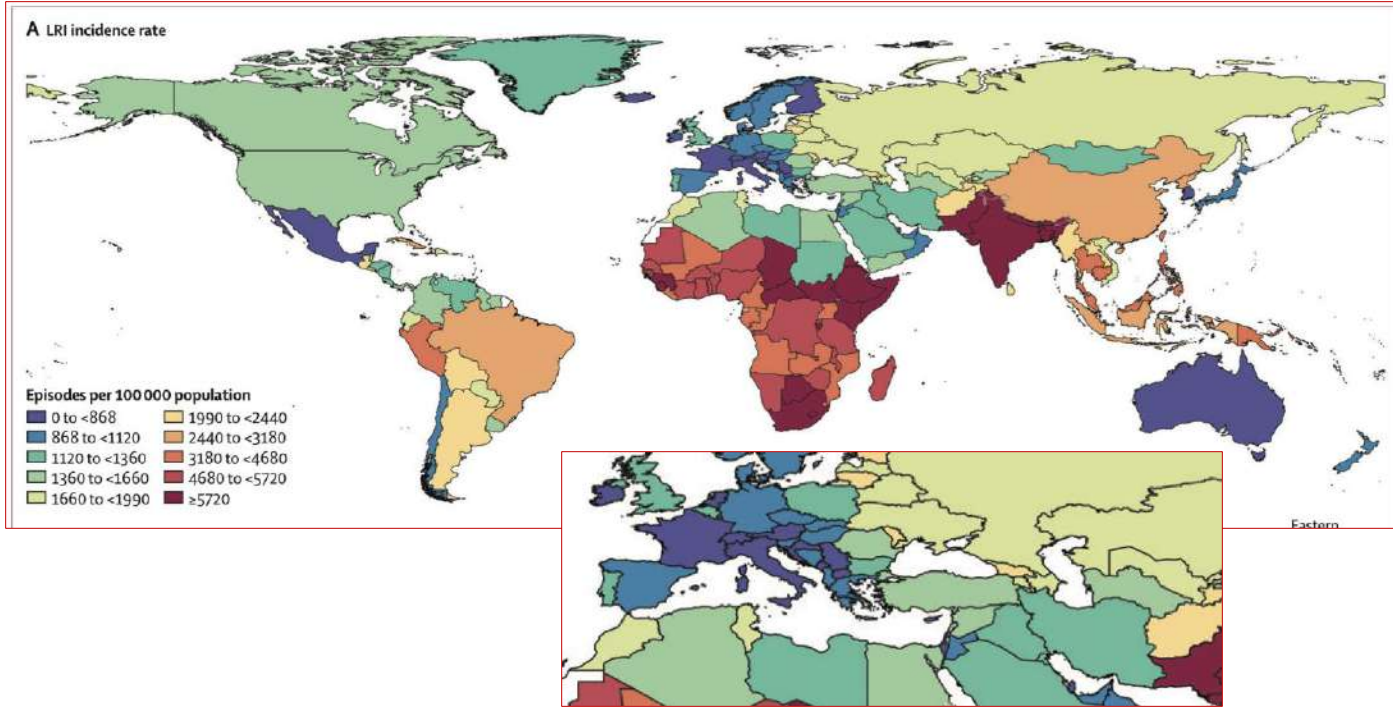 A LRI incidence rate
Episodes per 100 000 population
0 to <868
868 to <1120
1120 to <1360
1360 to <1660
1660 to <1990
1990 to <2440
2440 to <3180
3180 to <4680
4680 to <5720
≥5720
Eastern